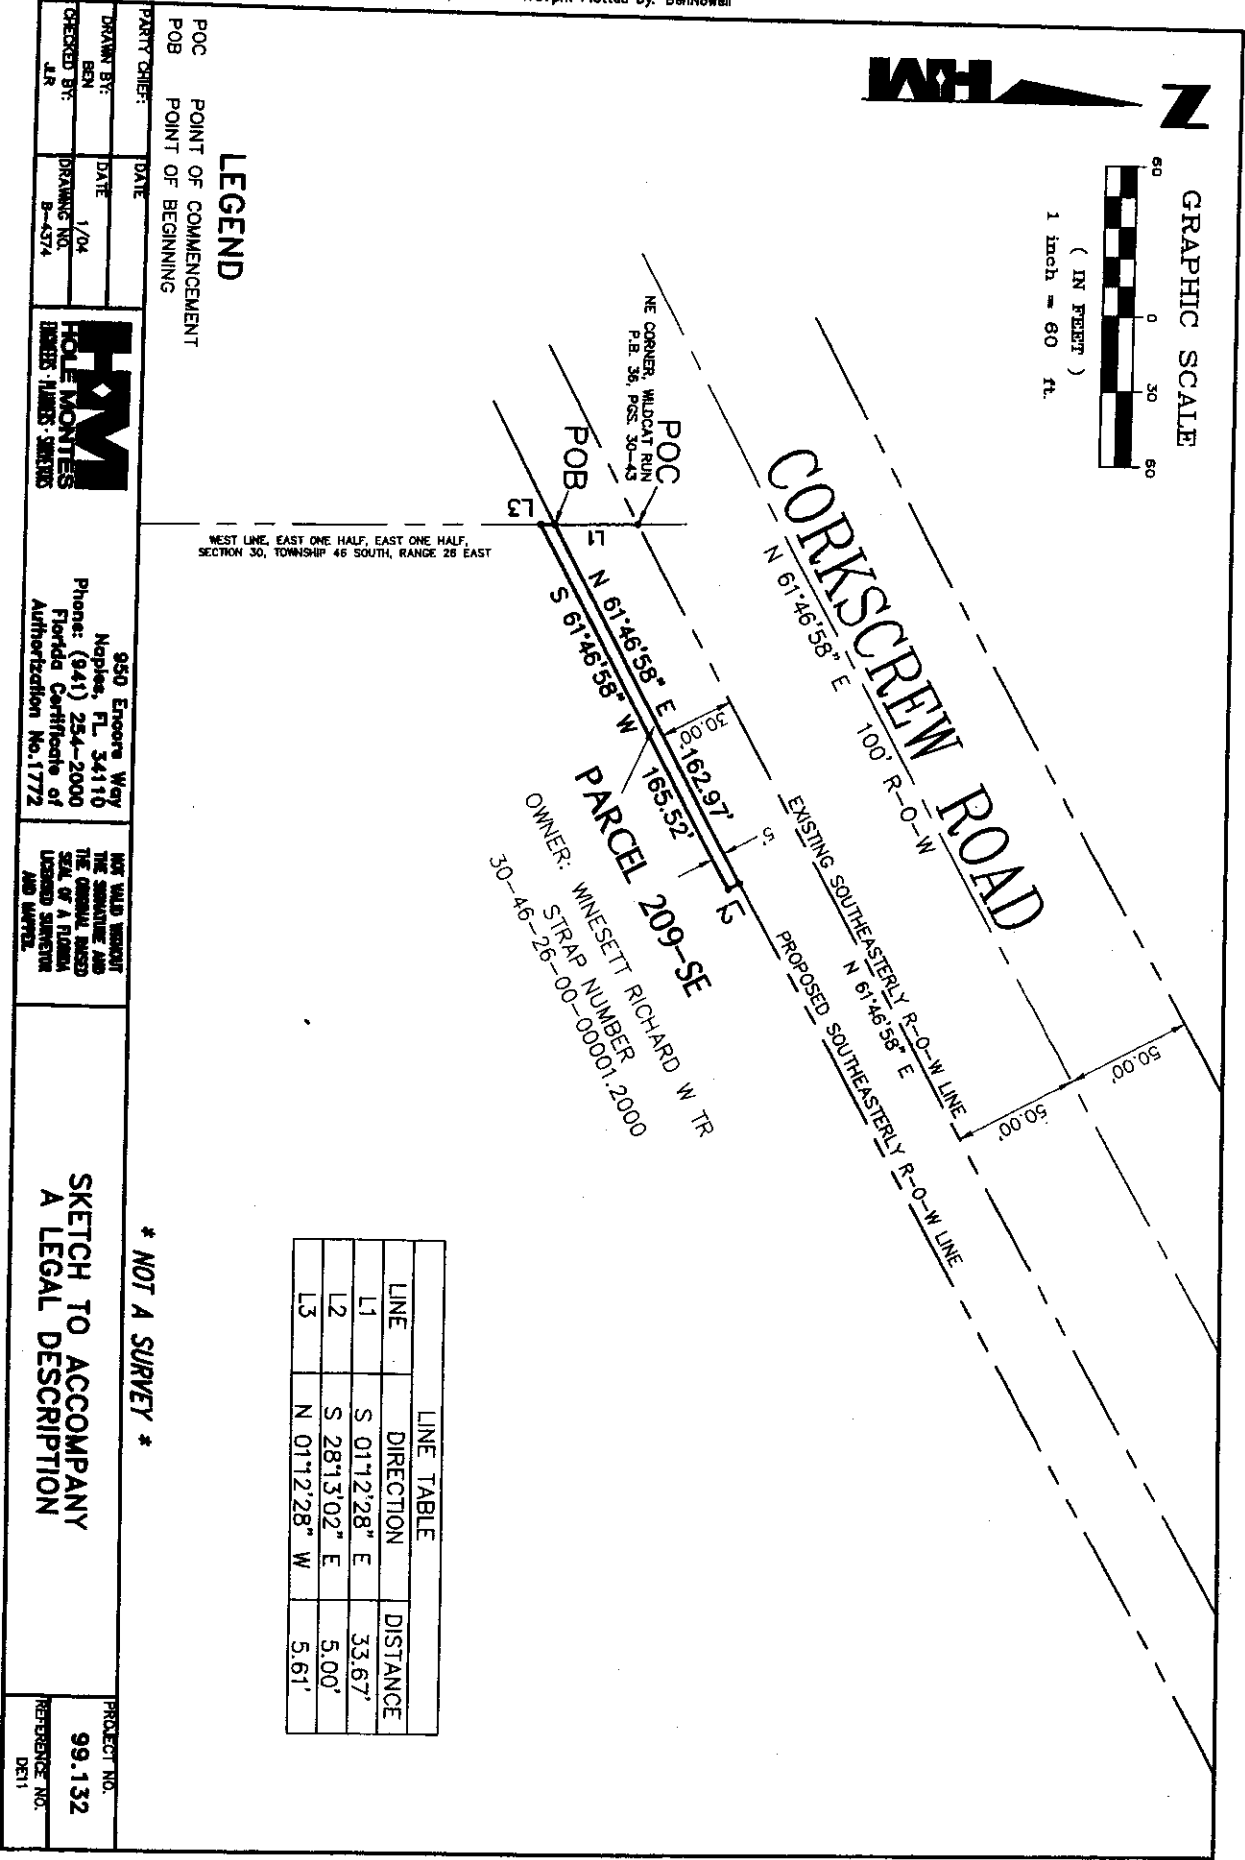 Plotted By: BenNowell
N
HM
GRAPHIC SCALE
60 0 30 60
( IN FEET )
1 inch = 60 ft.
CORKSCREW ROAD
N 61°46'58" E 100' R-O-W
50.00'
50.00'
EXISTING SOUTHEASTERLY R-O-W LINE
N 61°46'58" E
PROPOSED SOUTHEASTERLY R-O-W LINE
POC
NE CORNER, WILDCAT RUN
P.B. 36, PGS. 30-43
POB
L1
L3
N 61°46'58" E 162.97'
S 61°46'58" W 165.52'
30.00'
5'
L2
PARCEL 209-SE
OWNER: WINESETT RICHARD W TR
STRAP NUMBER
30-46-26-00-00001.2000
WEST LINE, EAST ONE HALF, EAST ONE HALF,
SECTION 30, TOWNSHIP 46 SOUTH, RANGE 26 EAST
LEGEND
POC POINT OF COMMENCEMENT
POB POINT OF BEGINNING
LINE TABLE
LINE DIRECTION DISTANCE
L1 S 01°12'28" E 33.67'
L2 S 28°13'02" E 5.00'
L3 N 01°12'28" W 5.61'
* NOT A SURVEY *
PARTY CHIEF: DATE
DRAWN BY: BEN DATE 1/04
CHECKED BY: JLR DRAWING NO. B-4374
HM
HOLE MONTES
ENGINEERS · PLANNERS · SURVEYORS
950 Encore Way
Naples, FL. 34110
Phone: (941) 254-2000
Florida Certificate of
Authorization No.1772
NOT VALID WITHOUT
THE SIGNATURE AND
THE ORIGINAL RAISED
SEAL OF A FLORIDA
LICENSED SURVEYOR
AND MAPPER.
SKETCH TO ACCOMPANY
A LEGAL DESCRIPTION
PROJECT NO.
99.132
REFERENCE NO.
DE11